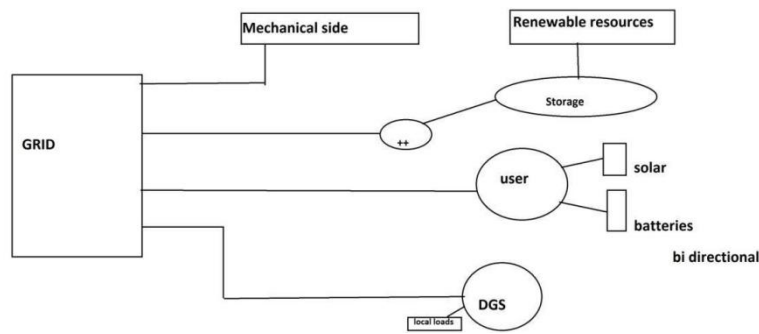 Mechanical side
Renewable resources
Storage
++
GRID
user
solar
batteries
bi directional
DGS
local loads